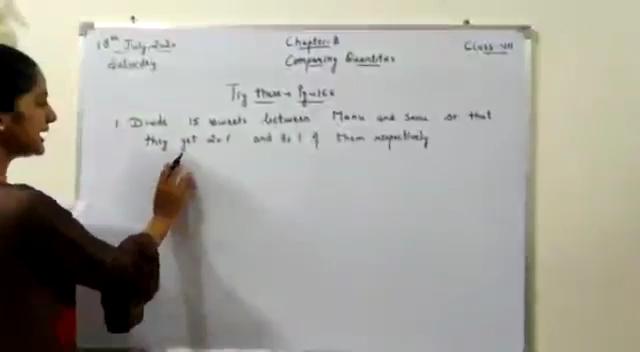 18th July, 2020
Saturday
Chapter-8
Comparing Quantities
Class-VII
Try these → Pg-164
1. Divide 15 sweets between Manu and Sonu so that
they get 20% and 80% of them respectively